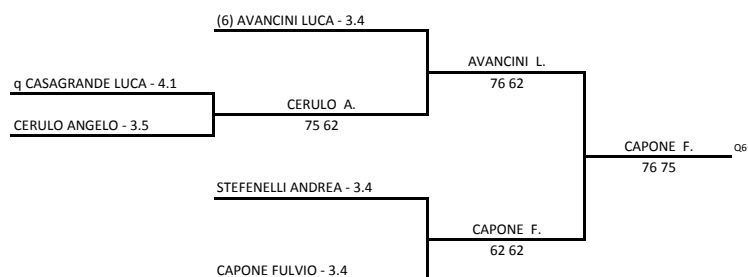 (6) AVANCINI LUCA - 3.4
AVANCINI L.
q CASAGRANDE LUCA - 4.1
76 62
CERULO A.
CERULO ANGELO - 3.5
75 62
CAPONE F.
Q6
76 75
STEFENELLI ANDREA - 3.4
CAPONE F.
62 62
CAPONE FULVIO - 3.4